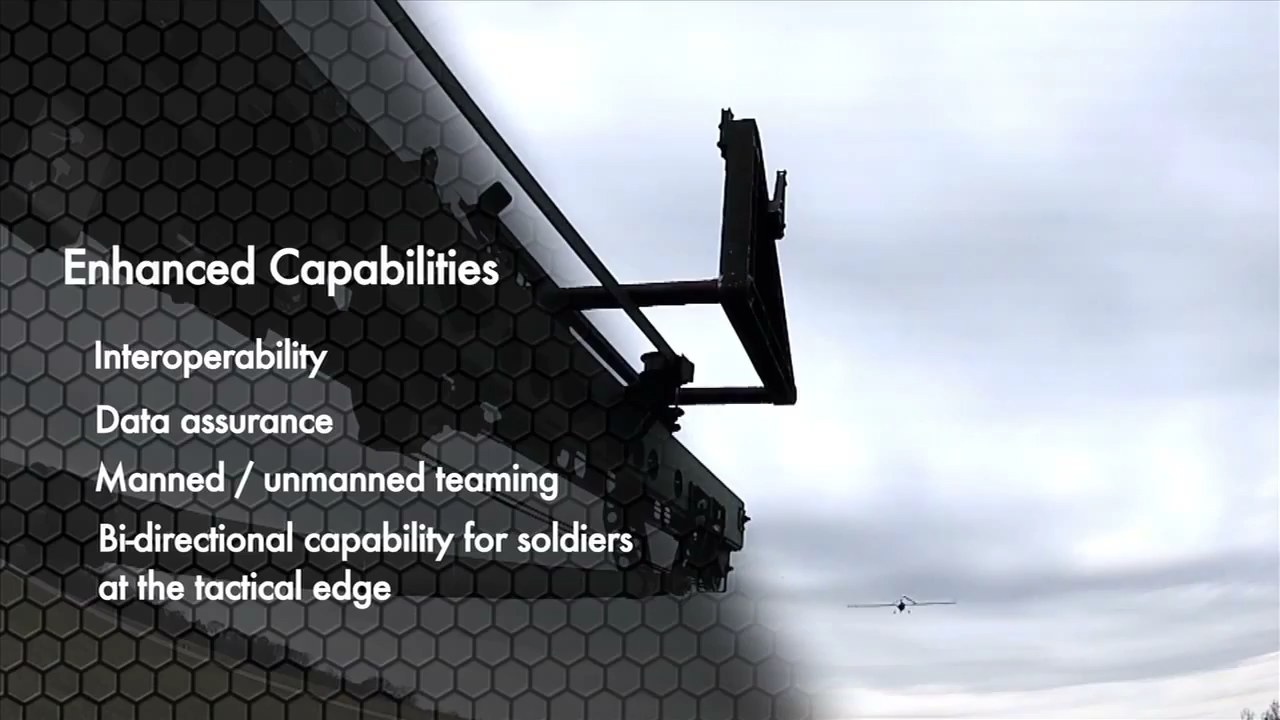 Enhanced Capabilities
Interoperability
Data assurance
Manned / unmanned teaming
Bi-directional capability for soldiers
at the tactical edge